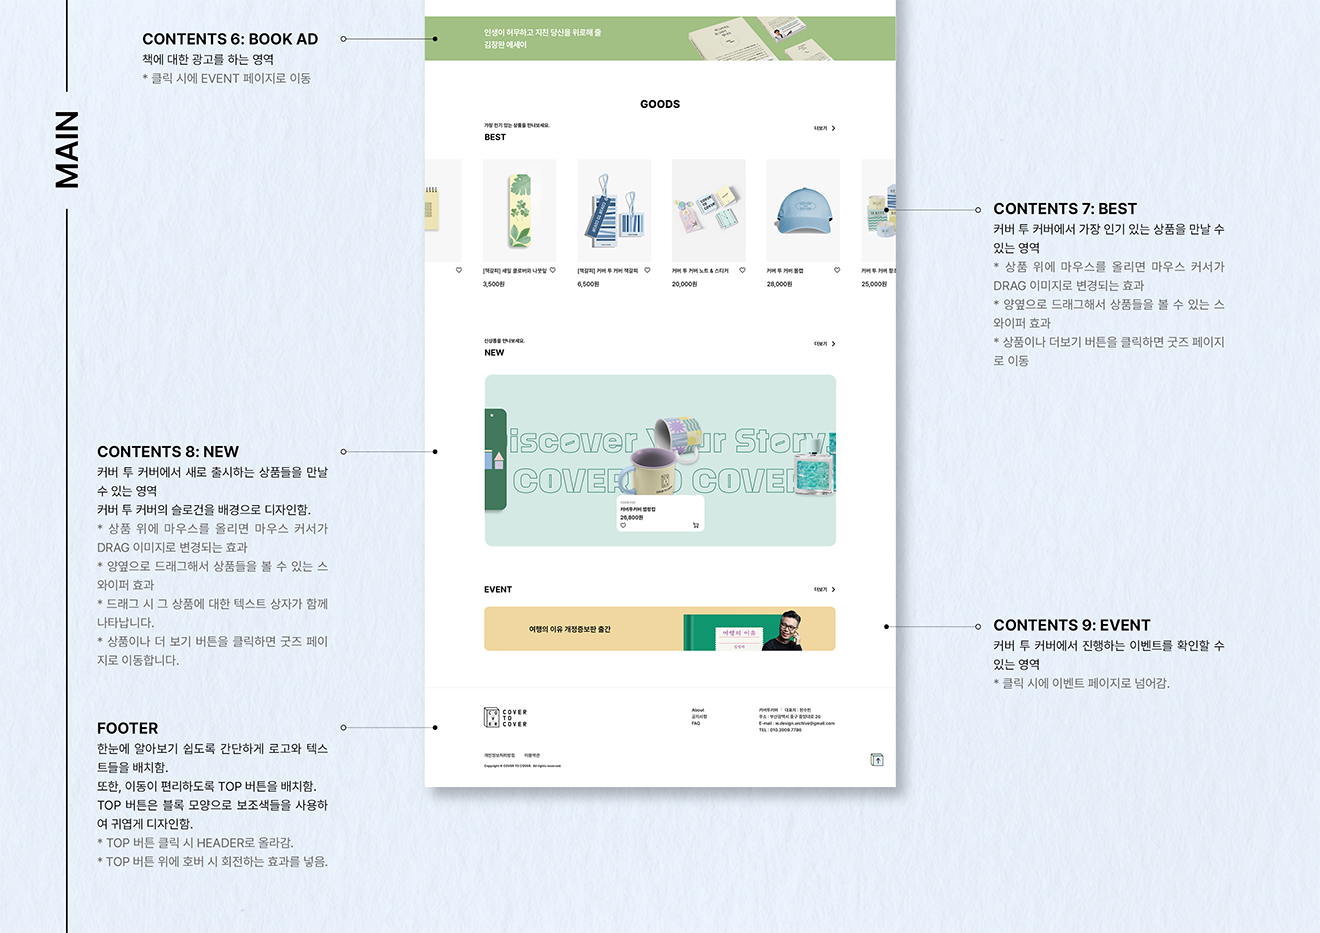 MAIN
CONTENTS 6: BOOK AD
책에 대한 광고를 하는 영역
* 클릭 시에 EVENT 페이지로 이동
인생이 허무하고 지친 당신을 위로해 줄
김창완 에세이
GOODS
가장 인기 있는 상품을 만나보세요.
BEST
더보기
[책갈피] 세잎 클로버와 나뭇잎
3,500원
[책갈피] 커버 투 커버 책갈피
6,500원
커버 투 커버 노트 & 스티커
20,000원
커버 투 커버 볼캡
28,000원
커버 투 커버
25,000원
CONTENTS 7: BEST
커버 투 커버에서 가장 인기 있는 상품을 만날 수
있는 영역
* 상품 위에 마우스를 올리면 마우스 커서가
DRAG 이미지로 변경되는 효과
* 양옆으로 드래그해서 상품들을 볼 수 있는 스
와이퍼 효과
* 상품이나 더보기 버튼을 클릭하면 굿즈 페이지
로 이동
신상품을 만나보세요.
NEW
더보기
iscover Your Story
COVER TO COVER
커버투커버 법랑컵
26,800원
CONTENTS 8: NEW
커버 투 커버에서 새로 출시하는 상품들을 만날
수 있는 영역
커버 투 커버의 슬로건을 배경으로 디자인함.
* 상품 위에 마우스를 올리면 마우스 커서가
DRAG 이미지로 변경되는 효과
* 양옆으로 드래그해서 상품들을 볼 수 있는 스
와이퍼 효과
* 드래그 시 그 상품에 대한 텍스트 상자가 함께
나타납니다.
* 상품이나 더 보기 버튼을 클릭하면 굿즈 페이
지로 이동합니다.
EVENT
더보기
여행의 이유 개정증보판 출간
여행의 이유
김영하
CONTENTS 9: EVENT
커버 투 커버에서 진행하는 이벤트를 확인할 수
있는 영역
* 클릭 시에 이벤트 페이지로 넘어감.
FOOTER
한눈에 알아보기 쉽도록 간단하게 로고와 텍스
트들을 배치함.
또한, 이동이 편리하도록 TOP 버튼을 배치함.
TOP 버튼은 블록 모양으로 보조색들을 사용하
여 귀엽게 디자인함.
* TOP 버튼 클릭 시 HEADER로 올라감.
* TOP 버튼 위에 호버 시 회전하는 효과를 넣음.
COVER
TO
COVER
About
공지사항
FAQ
커버투커버 | 대표자 : 원수빈
주소 : 부산광역시 중구 중앙대로 26
E-mail : w.design.archive@gmail.com
TEL : 010.3909.7786
개인정보처리방침 이용약관
Copyright © COVER TO COVER. All rights reserved.